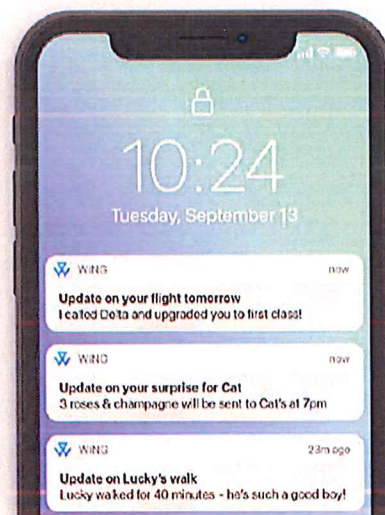 10:24
Tuesday, September 13
WING
now
Update on your flight tomorrow
I called Delta and upgraded you to first class!
WING
now
Update on your surprise for Cat
3 roses & champagne will be sent to Cat's at 7pm
WING
23m ago
Update on Lucky's walk
Lucky walked for 40 minutes - he's such a good boy!